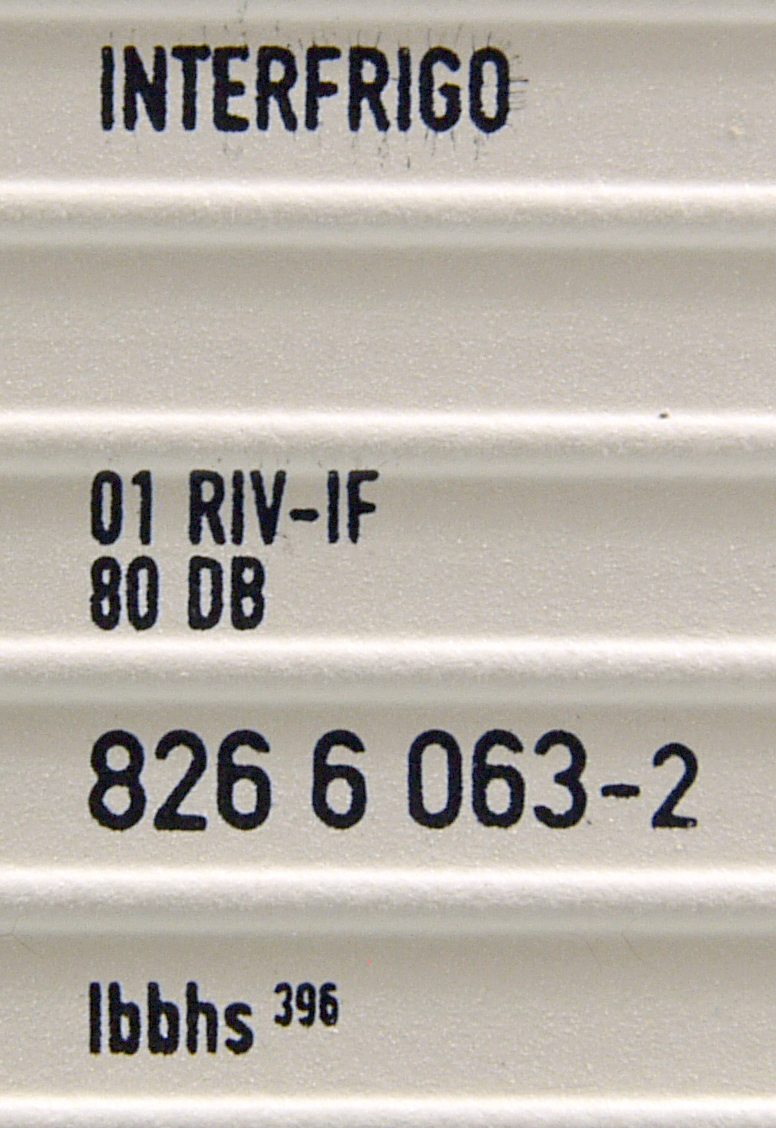 INTERFRIGO
01 RIV-IF
80 DB
826 6 063-2
Ibbhs 396